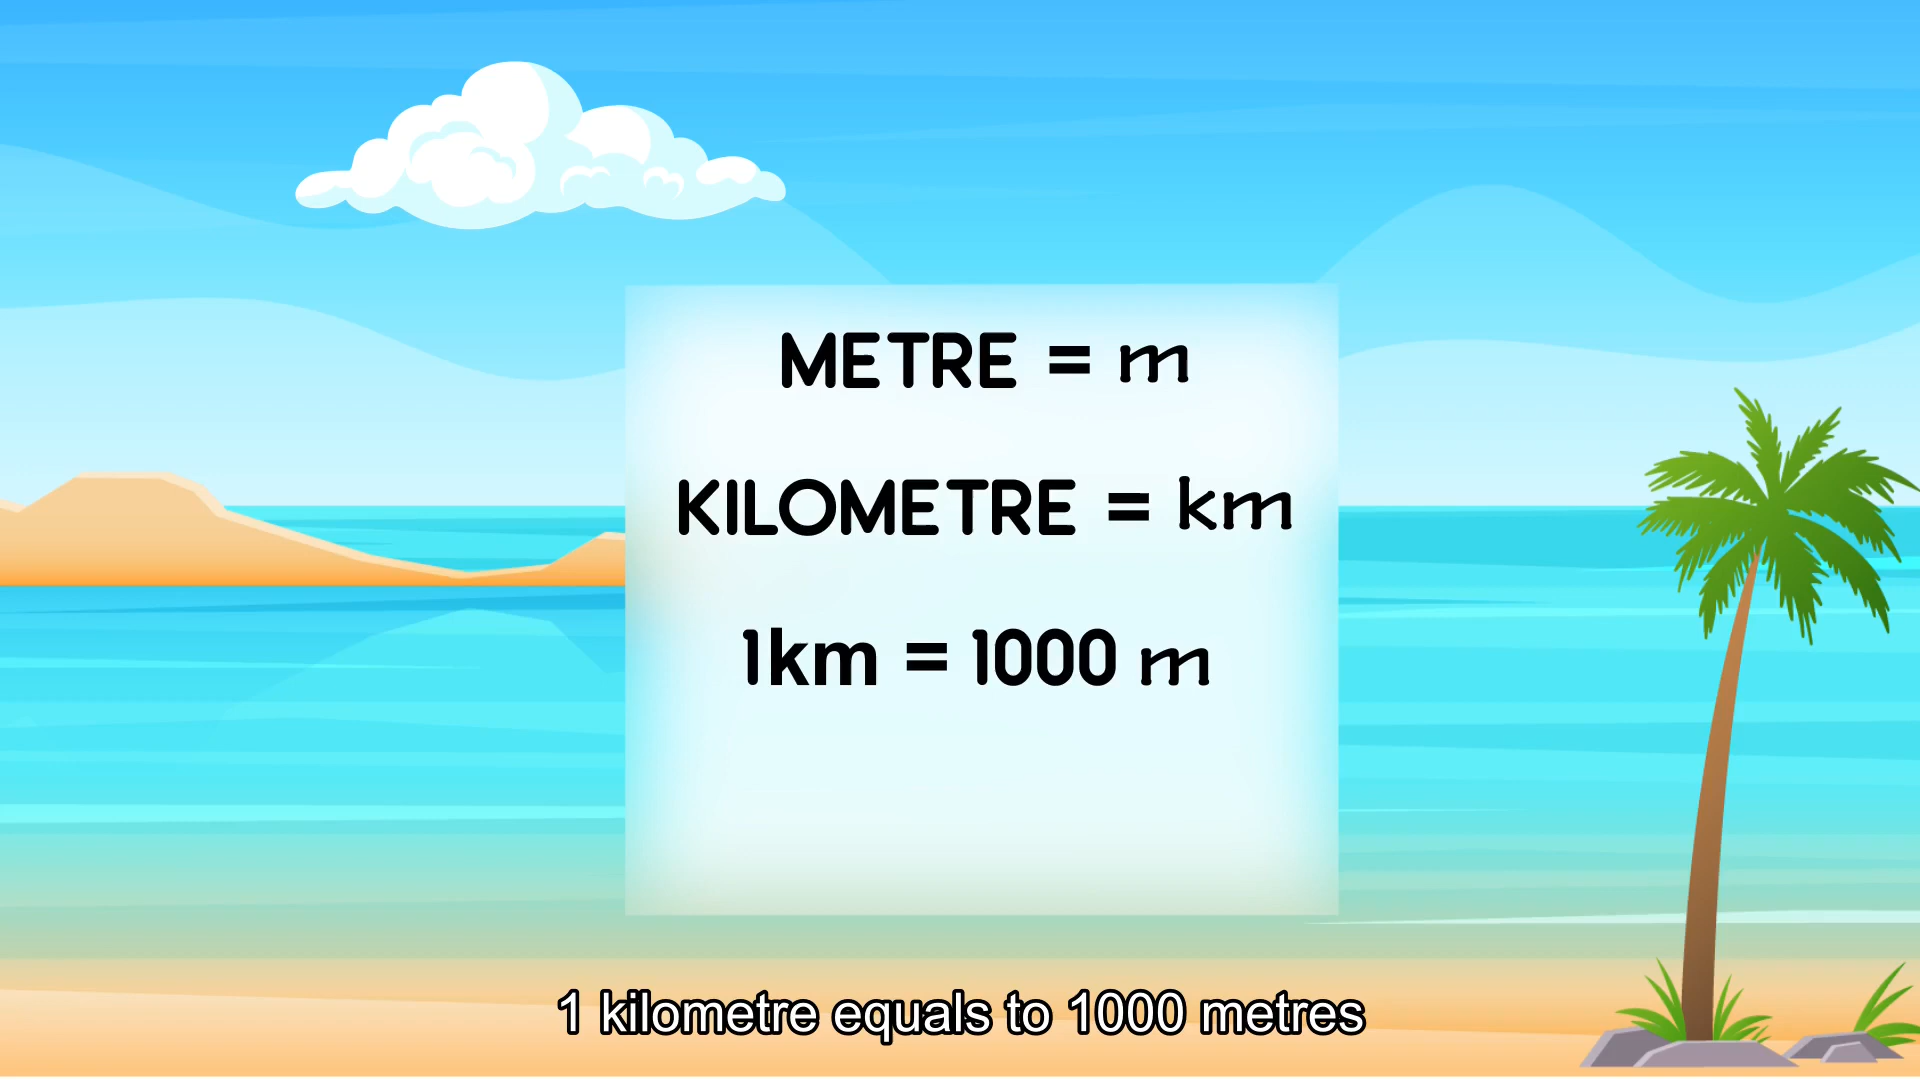 METRE = m
KILOMETRE = km
1km = 1000 m
1 kilometre equals to 1000 metres